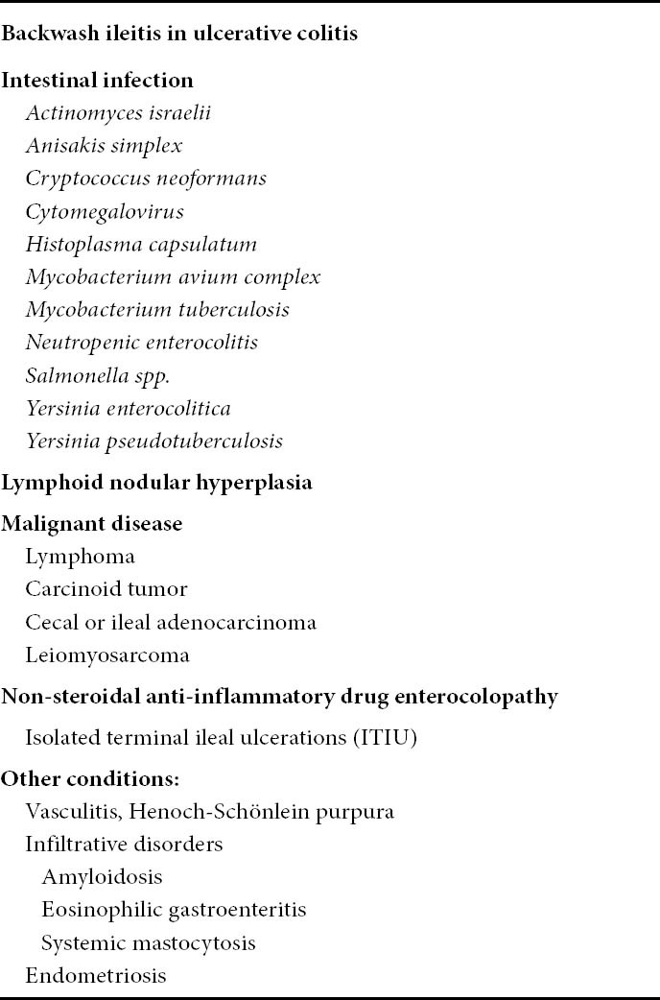 Backwash ileitis in ulcerative colitis
Intestinal infection
Actinomyces israelii
Anisakis simplex
Cryptococcus neoformans
Cytomegalovirus
Histoplasma capsulatum
Mycobacterium avium complex
Mycobacterium tuberculosis
Neutropenic enterocolitis
Salmonella spp.
Yersinia enterocolitica
Yersinia pseudotuberculosis
Lymphoid nodular hyperplasia
Malignant disease
Lymphoma
Carcinoid tumor
Cecal or ileal adenocarcinoma
Leiomyosarcoma
Non-steroidal anti-inflammatory drug enterocolopathy
Isolated terminal ileal ulcerations (ITIU)
Other conditions:
Vasculitis, Henoch-Schönlein purpura
Infiltrative disorders
Amyloidosis
Eosinophilic gastroenteritis
Systemic mastocytosis
Endometriosis